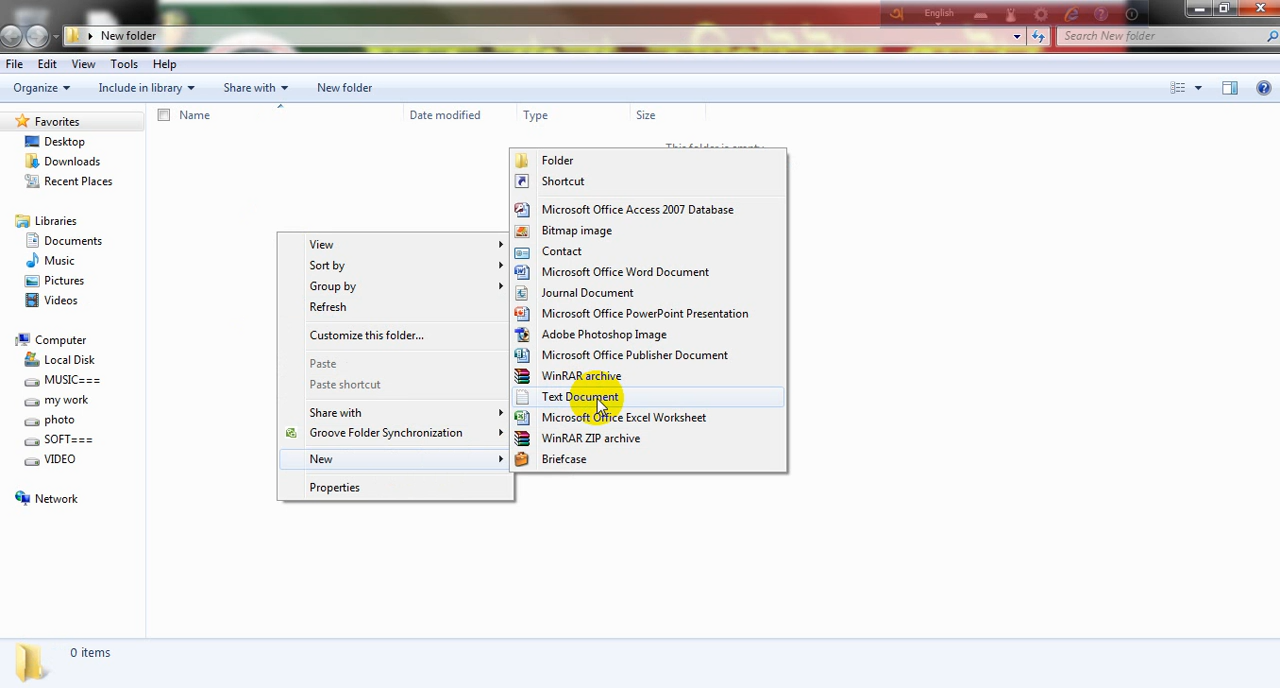 English
New folder
Search New folder
File Edit View Tools Help
Organize Include in library Share with New folder
Name Date modified Type Size
Favorites
Desktop
Downloads
Recent Places
Libraries
Documents
Music
Pictures
Videos
Computer
Local Disk
MUSIC===
my work
photo
SOFT===
VIDEO
Network
This folder is empty.
View
Sort by
Group by
Refresh
Customize this folder...
Paste
Paste shortcut
Share with
Groove Folder Synchronization
New
Properties
Folder
Shortcut
Microsoft Office Access 2007 Database
Bitmap image
Contact
Microsoft Office Word Document
Journal Document
Microsoft Office PowerPoint Presentation
Adobe Photoshop Image
Microsoft Office Publisher Document
WinRAR archive
Text Document
Microsoft Office Excel Worksheet
WinRAR ZIP archive
Briefcase
0 items